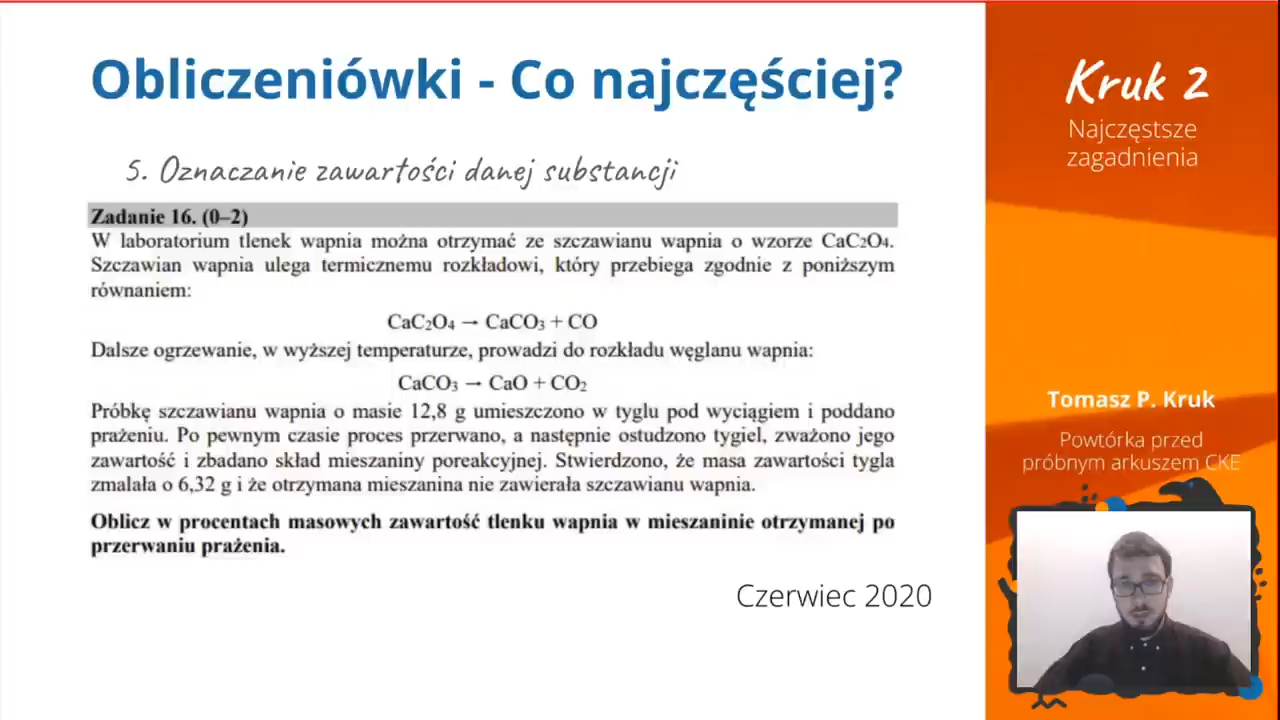 Obliczeniówki - Co najczęściej?
5. Oznaczanie zawartości danej substancji
Zadanie 16. (0–2)
W laboratorium tlenek wapnia można otrzymać ze szczawianu wapnia o wzorze CaC₂O₄.
Szczawian wapnia ulega termicznemu rozkładowi, który przebiega zgodnie z poniższym
równaniem:
CaC₂O₄ → CaCO₃ + CO
Dalsze ogrzewanie, w wyższej temperaturze, prowadzi do rozkładu węglanu wapnia:
CaCO₃ → CaO + CO₂
Próbkę szczawianu wapnia o masie 12,8 g umieszczono w tyglu pod wyciągiem i poddano
prażeniu. Po pewnym czasie proces przerwano, a następnie ostudzono tygiel, zważono jego
zawartość i zbadano skład mieszaniny poreakcyjnej. Stwierdzono, że masa zawartości tygla
zmalała o 6,32 g i że otrzymana mieszanina nie zawierała szczawianu wapnia.
Oblicz w procentach masowych zawartość tlenku wapnia w mieszaninie otrzymanej po
przerwaniu prażenia.
Czerwiec 2020
Kruk 2
Najczęstsze
zagadnienia
Tomasz P. Kruk
Powtórka przed
próbnym arkuszem CKE